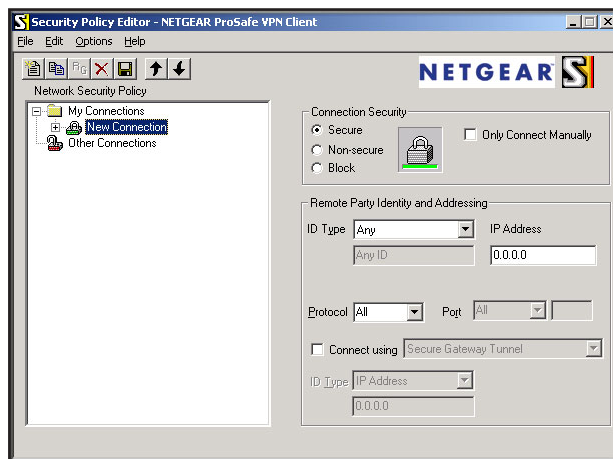 Security Policy Editor - NETGEAR ProSafe VPN Client
File Edit Options Help
NETGEAR
Network Security Policy
My Connections
New Connection
Other Connections
Connection Security
Secure
Non-secure
Block
Only Connect Manually
Remote Party Identity and Addressing
ID Type Any IP Address
Any ID 0.0.0.0
Protocol All Port All
Connect using Secure Gateway Tunnel
ID Type IP Address
0.0.0.0